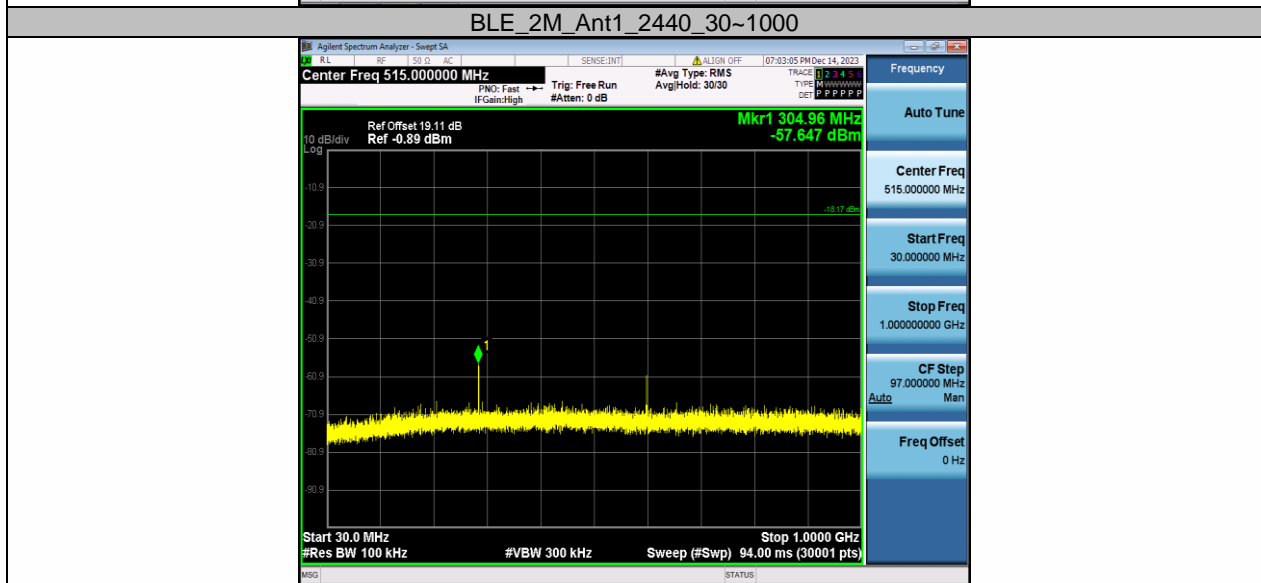 BLE_2M_Ant1_2440_30~1000
Agilent Spectrum Analyzer - Swept SA
RL RF 50 Ω AC SENSE:INT ALIGN OFF 07:03:05 PM Dec 14, 2023
Center Freq 515.000000 MHz
PNO: Fast
IFGain:High
Trig: Free Run
#Atten: 0 dB
#Avg Type: RMS
Avg|Hold: 30/30
TRACE 1 2 3 4 5 6
TYPE M WWWWW
DET P P P P P P
Ref Offset 19.11 dB
10 dB/div Ref -0.89 dBm
Log
Mkr1 304.96 MHz
-57.647 dBm
-10.9
-18.17 dBm
-20.9
-30.9
-40.9
-50.9
1
-60.9
-70.9
-80.9
-90.9
Start 30.0 MHz Stop 1.0000 GHz
#Res BW 100 kHz #VBW 300 kHz Sweep (#Swp) 94.00 ms (30001 pts)
MSG STATUS
Frequency
Auto Tune
Center Freq
515.000000 MHz
Start Freq
30.000000 MHz
Stop Freq
1.000000000 GHz
CF Step
97.000000 MHz
Auto Man
Freq Offset
0 Hz